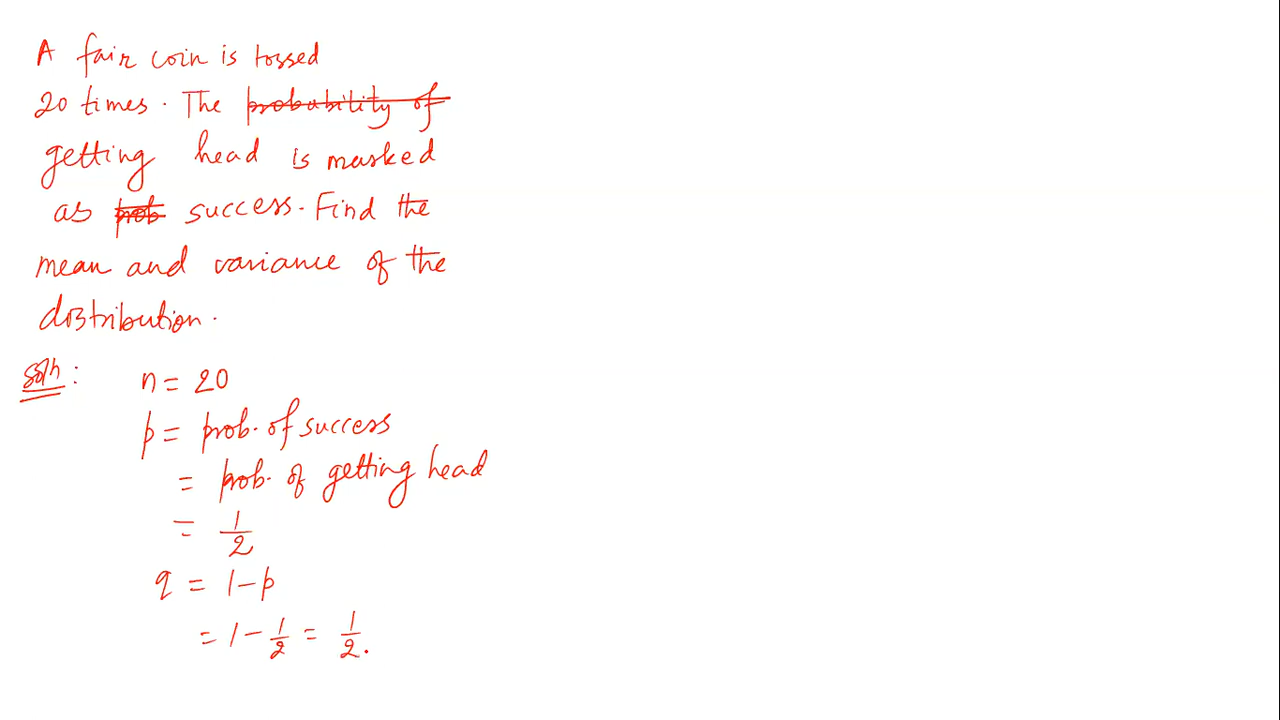 A fair coin is tossed
20 times. The probability of
getting head is marked
as prob success. Find the
mean and variance of the
distribution.
Soln: n = 20
p = prob. of success
= prob. of getting head
= 1/2
q = 1-p
= 1 - 1/2 = 1/2.